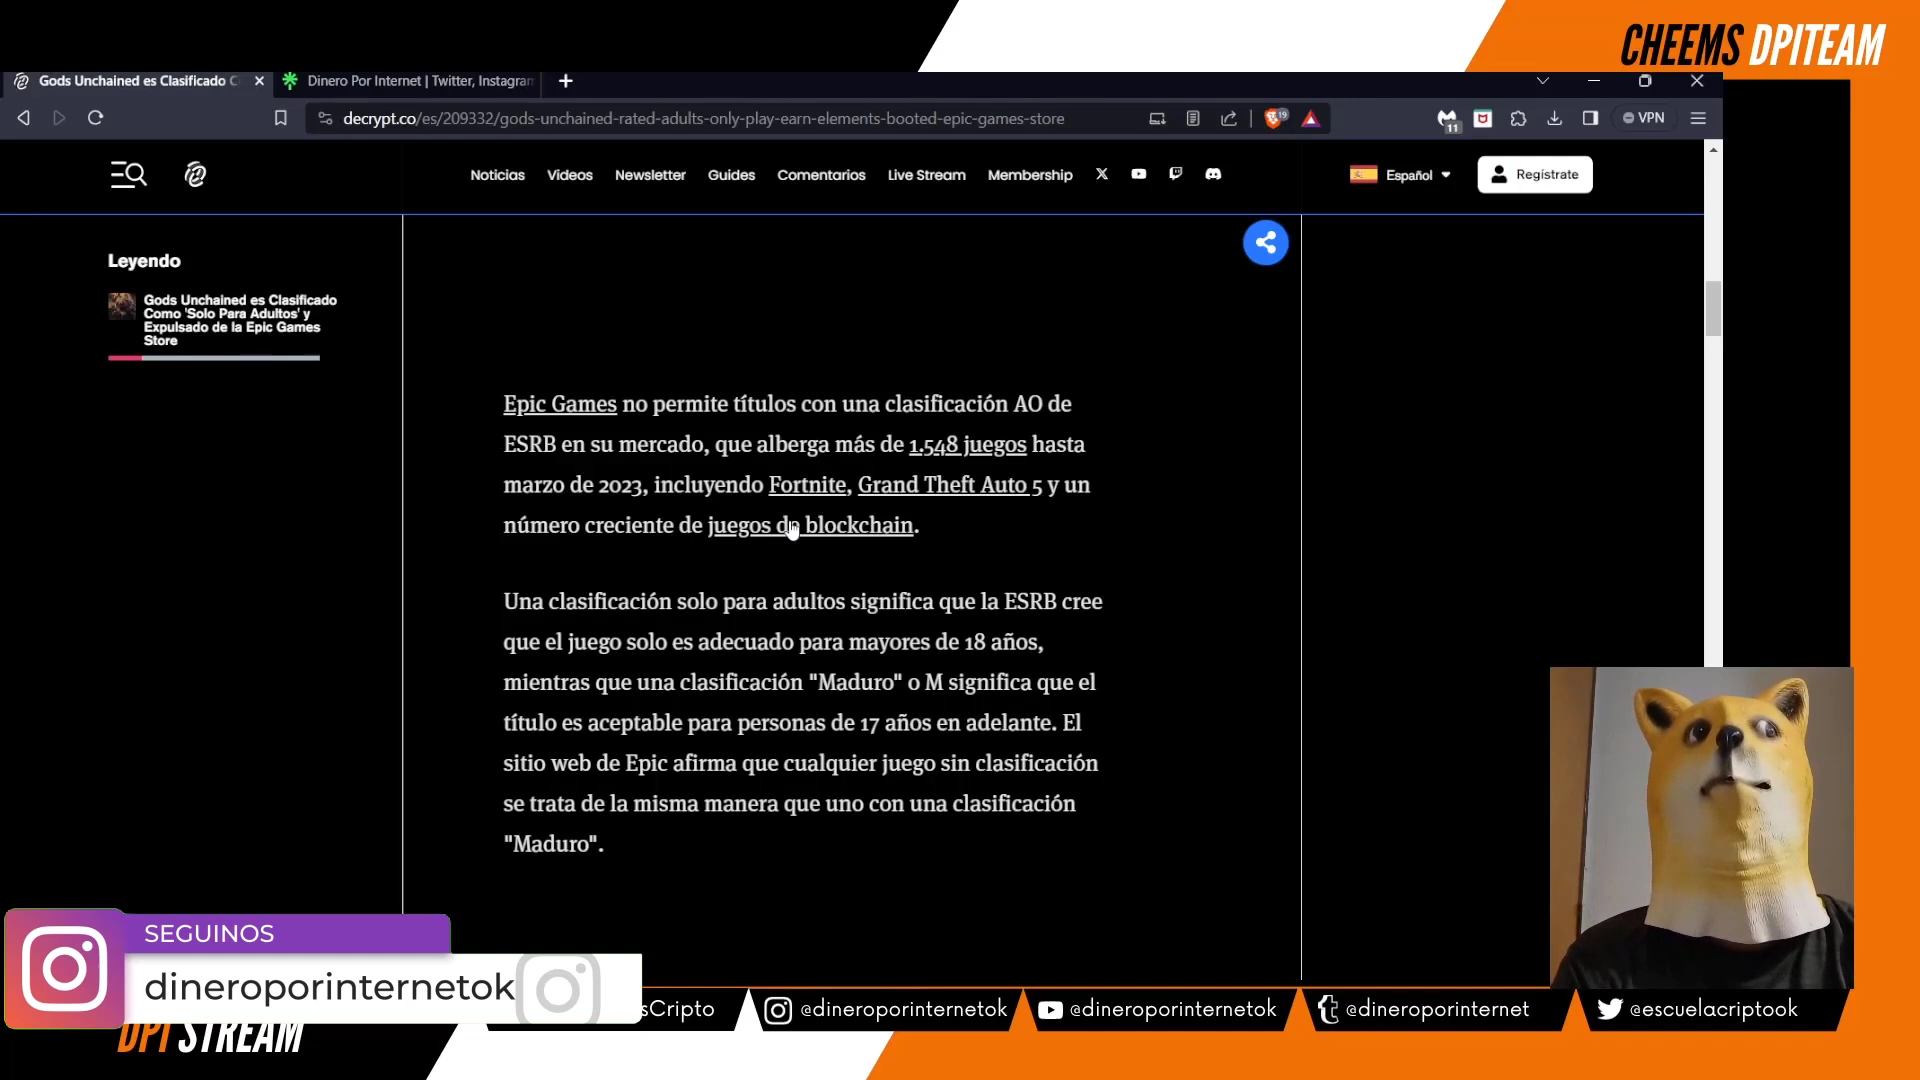 CHEEMS DPITEAM
Gods Unchained es Clasificado C
Dinero Por Internet | Twitter, Instagram
decrypt.co/es/209332/gods-unchained-rated-adults-only-play-earn-elements-booted-epic-games-store
19
11
VPN
Noticias Videos Newsletter Guides Comentarios Live Stream Membership
Español
Regístrate
Leyendo
Gods Unchained es Clasificado
Como 'Solo Para Adultos' y
Expulsado de la Epic Games
Store
Epic Games no permite títulos con una clasificación AO de
ESRB en su mercado, que alberga más de 1.548 juegos hasta
marzo de 2023, incluyendo Fortnite, Grand Theft Auto 5 y un
número creciente de juegos de blockchain.
Una clasificación solo para adultos significa que la ESRB cree
que el juego solo es adecuado para mayores de 18 años,
mientras que una clasificación "Maduro" o M significa que el
título es aceptable para personas de 17 años en adelante. El
sitio web de Epic afirma que cualquier juego sin clasificación
se trata de la misma manera que uno con una clasificación
"Maduro".
SEGUINOS
dineroporinternetok
sCripto
@dineroporinternetok
@dineroporinternetok
@dineroporinternet
@escuelacriptook
DPI STREAM